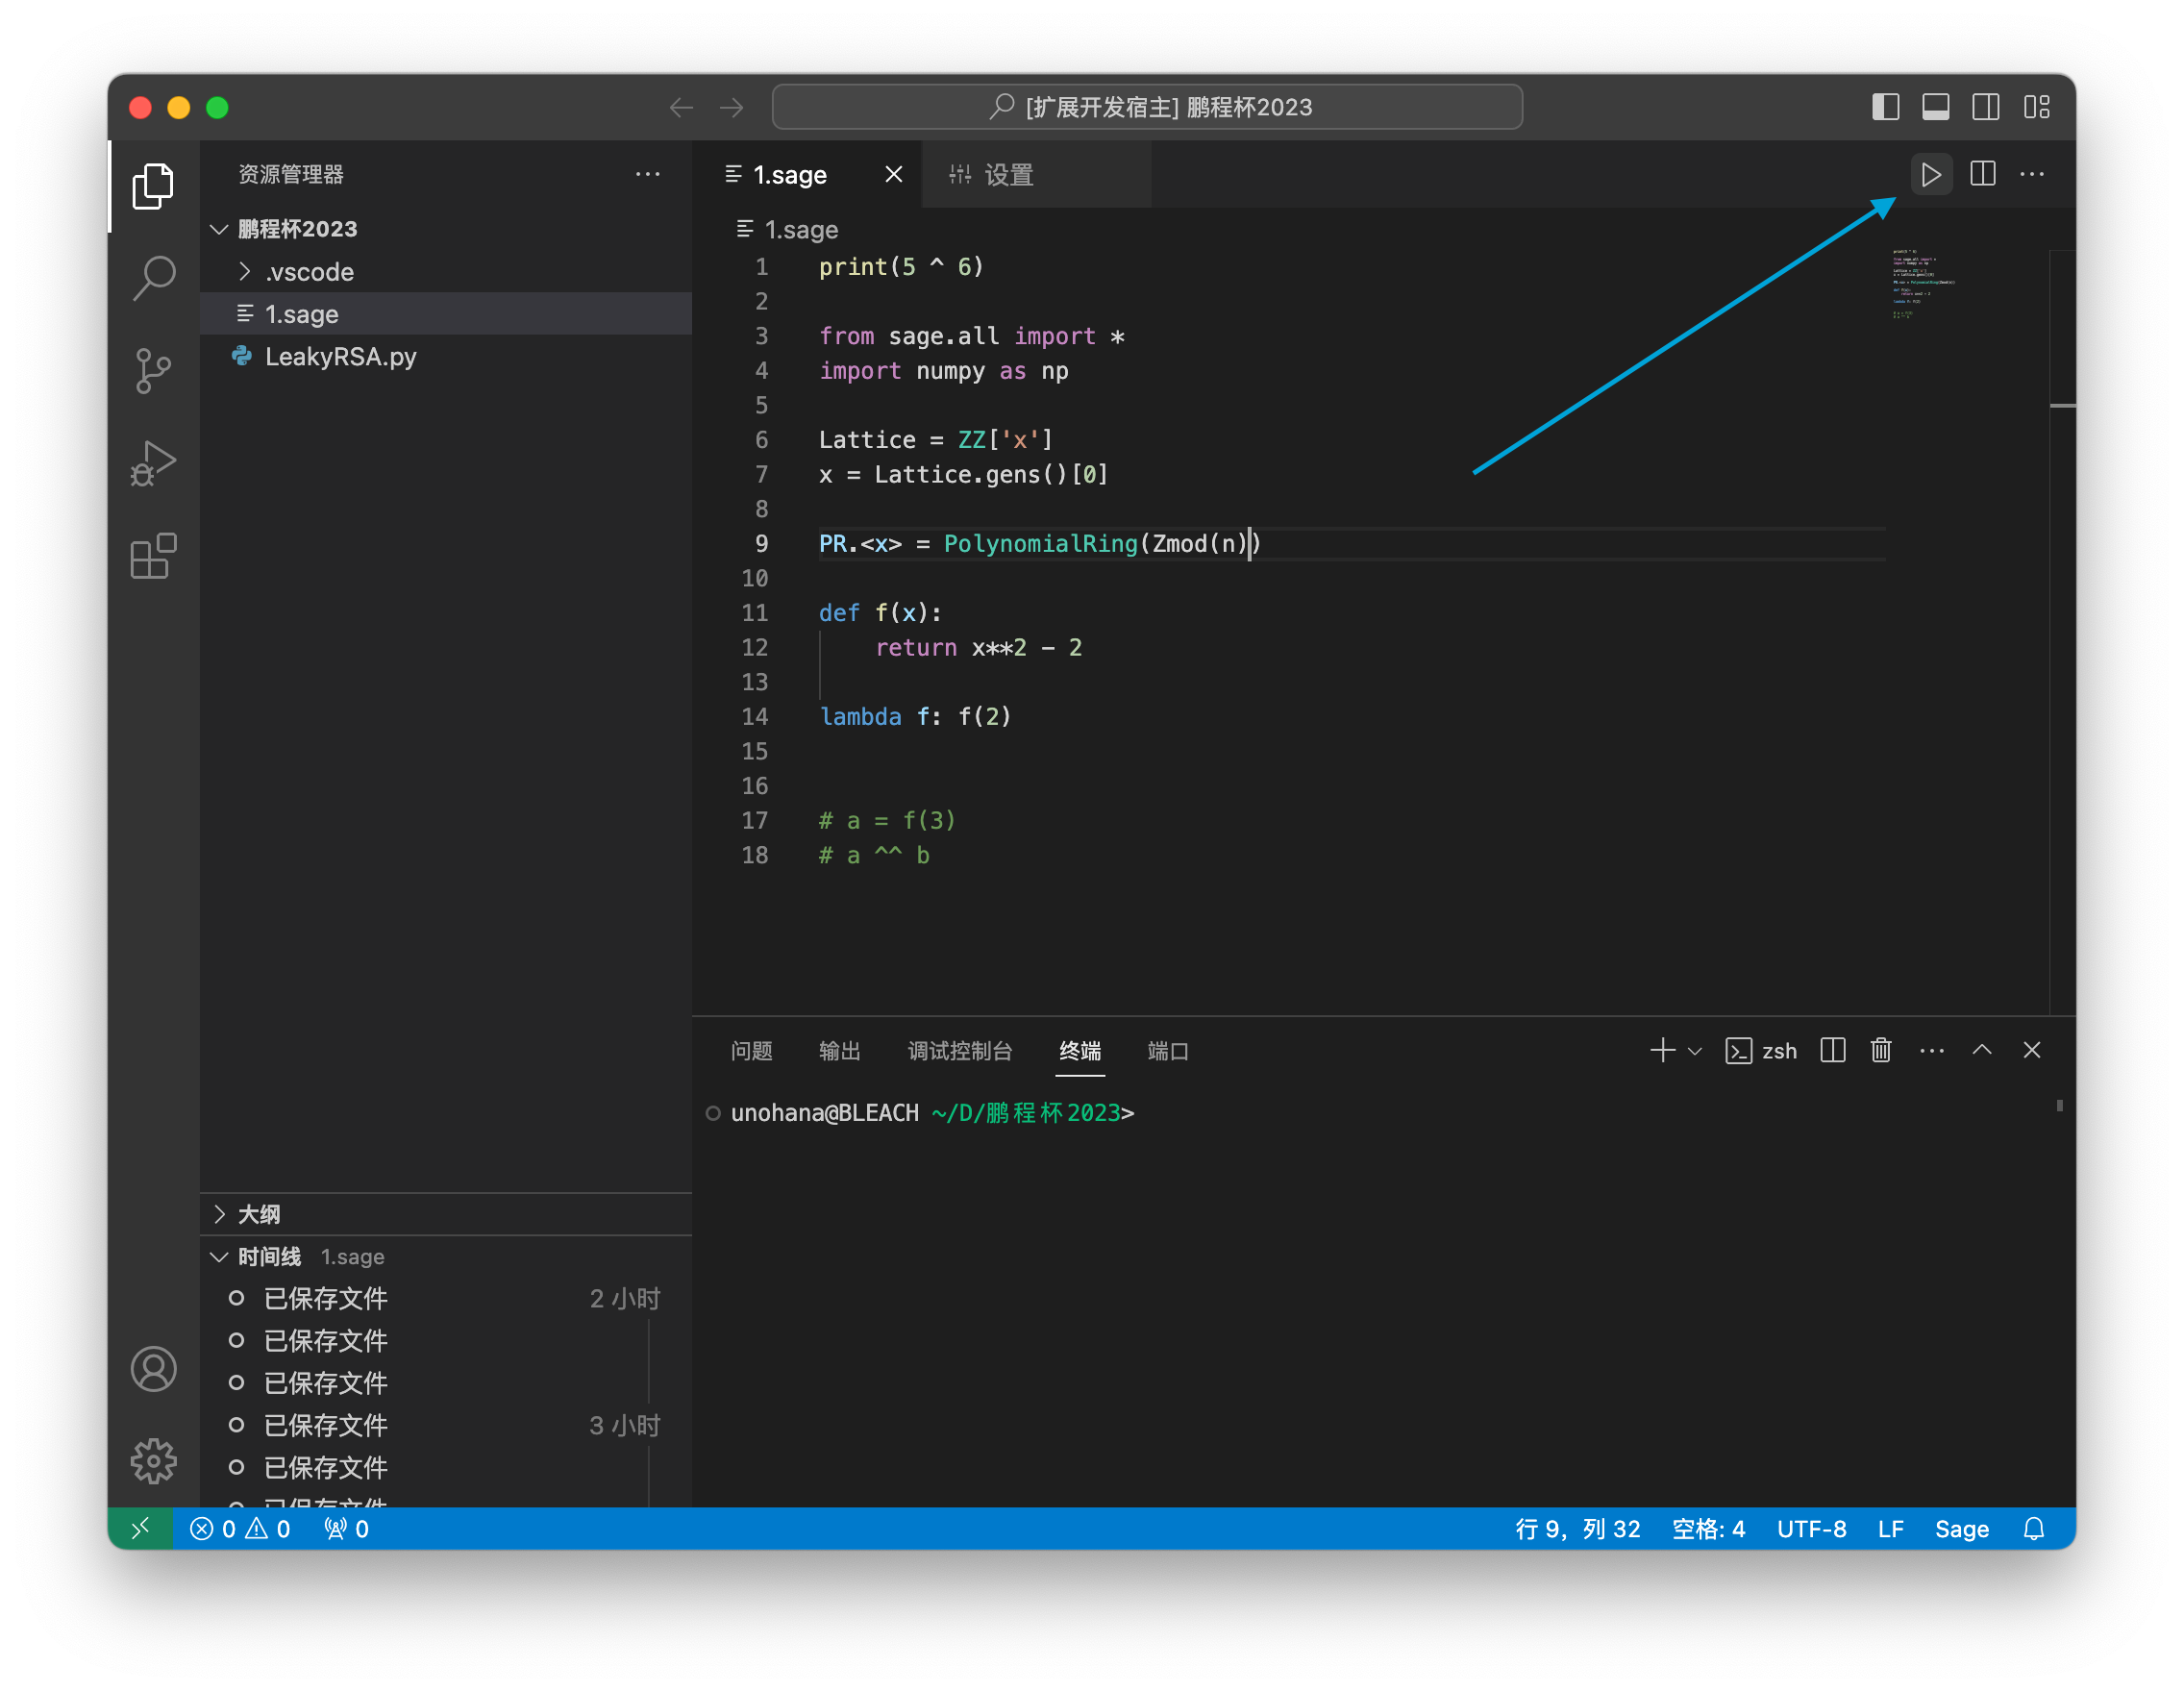 [扩展开发宿主] 鹏程杯2023
资源管理器
鹏程杯2023
.vscode
1.sage
LeakyRSA.py
大纲
时间线 1.sage
已保存文件 2 小时
已保存文件
已保存文件
已保存文件 3 小时
已保存文件
已保存文件
1.sage
设置
1.sage
1 print(5 ^ 6)
2
3 from sage.all import *
4 import numpy as np
5
6 Lattice = ZZ['x']
7 x = Lattice.gens()[0]
8
9 PR.<x> = PolynomialRing(Zmod(n))
10
11 def f(x):
12     return x**2 - 2
13
14 lambda f: f(2)
15
16
17 # a = f(3)
18 # a ^^ b
问题 输出 调试控制台 终端 端口 zsh
unohana@BLEACH ~/D/鹏程杯2023>
0 0 0 行 9，列 32 空格: 4 UTF-8 LF Sage